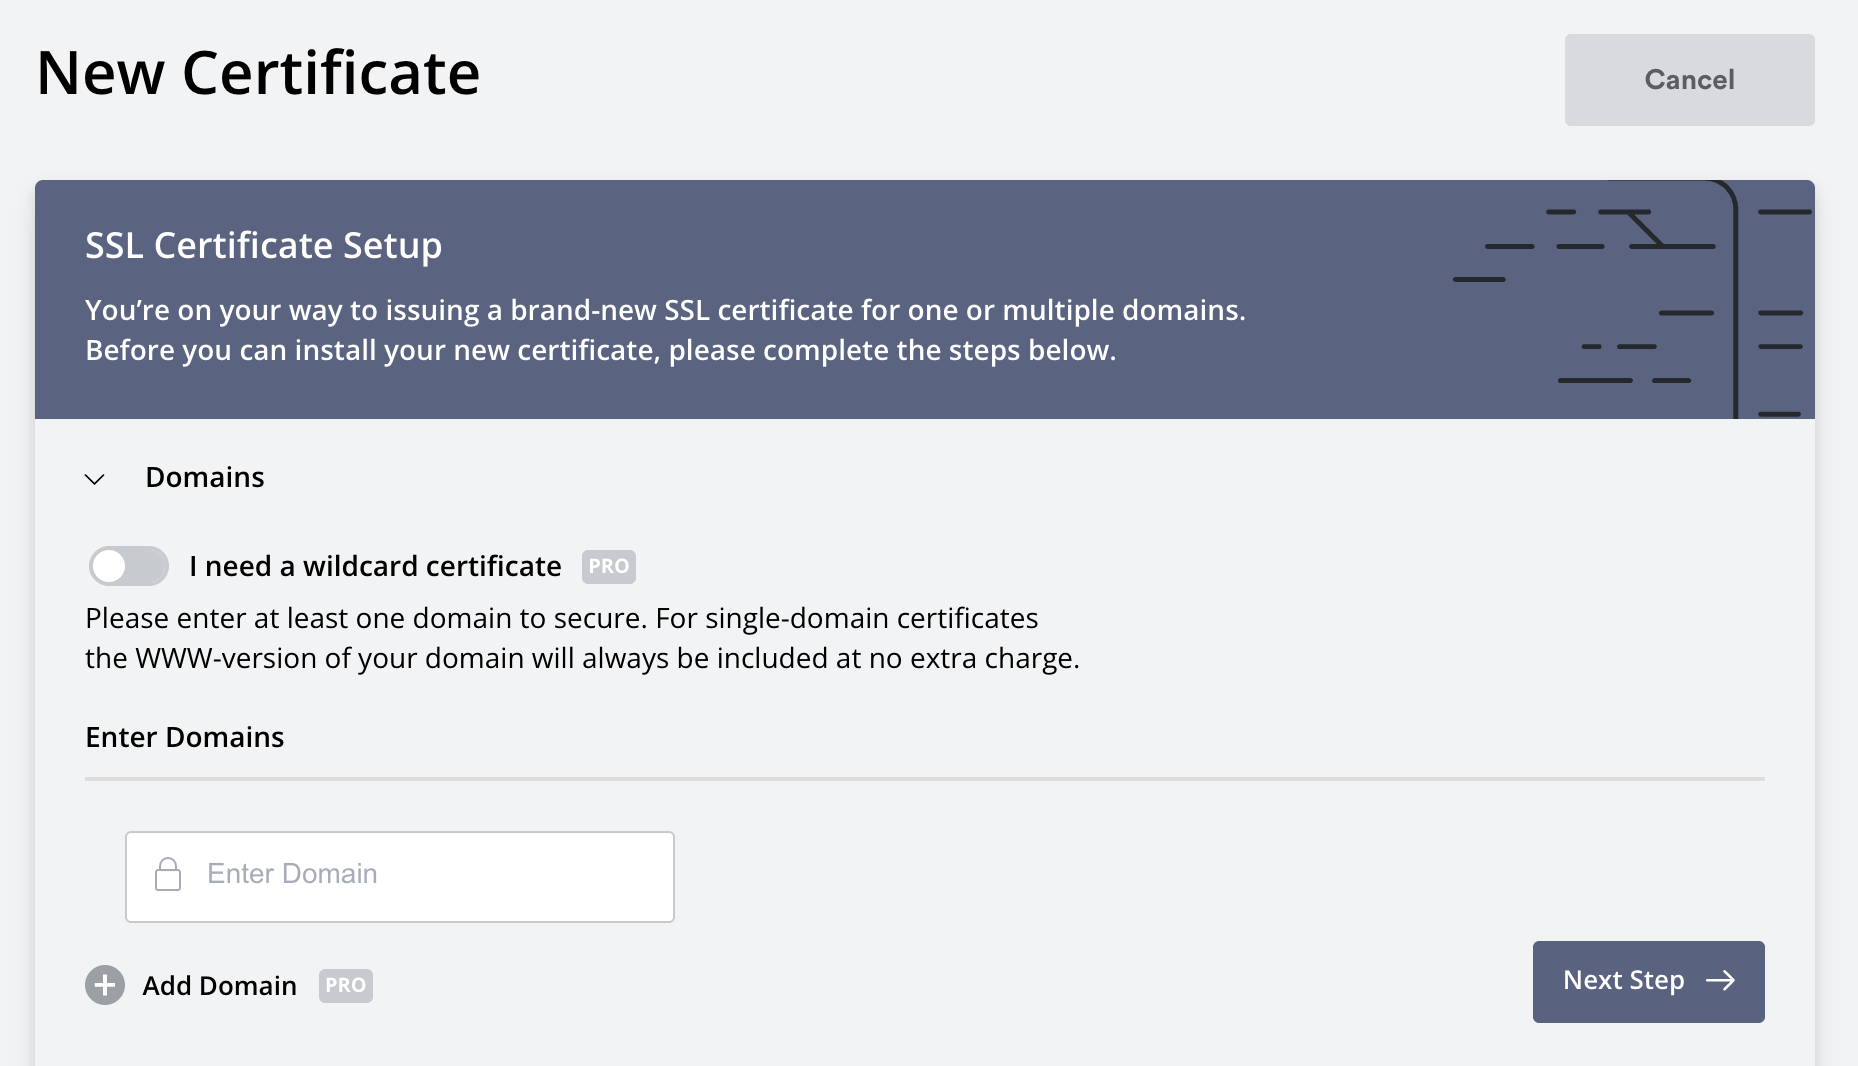 New Certificate
Cancel
SSL Certificate Setup
You’re on your way to issuing a brand-new SSL certificate for one or multiple domains.
Before you can install your new certificate, please complete the steps below.
Domains
I need a wildcard certificate PRO
Please enter at least one domain to secure. For single-domain certificates
the WWW-version of your domain will always be included at no extra charge.
Enter Domains
Enter Domain
Add Domain PRO
Next Step